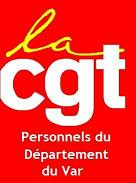 la
cgt
Personnels du
Département
du Var